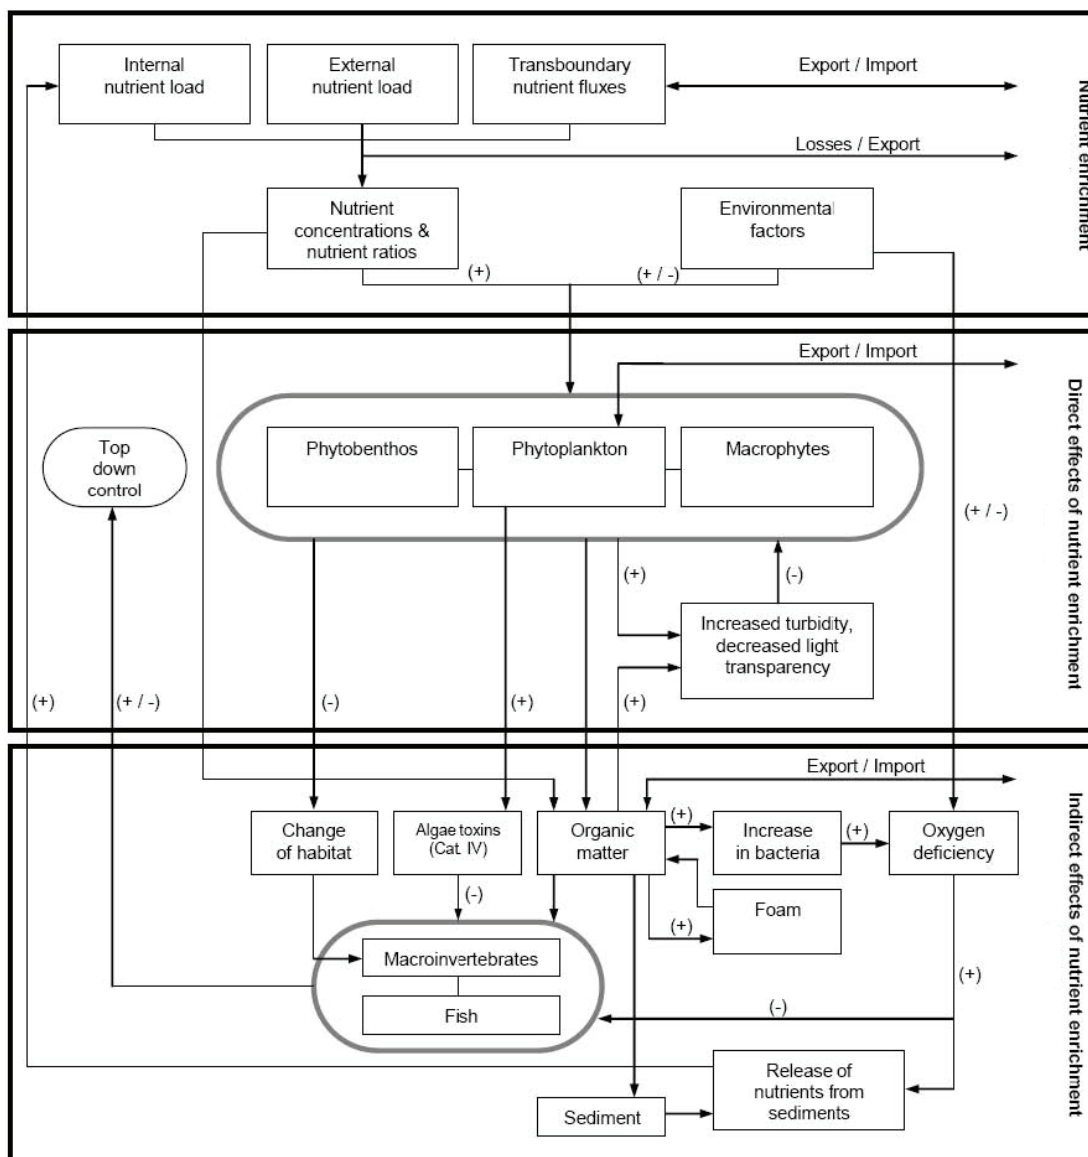 Internal
nutrient load
External
nutrient load
Transboundary
nutrient fluxes
Export / Import
Losses / Export
Nutrient
concentrations &
nutrient ratios
Environmental
factors
(+)
(+ / -)
Nutrient enrichment
Export / Import
Top
down
control
Phytobenthos
Phytoplankton
Macrophytes
(+ / -)
(+)
(-)
Increased turbidity,
decreased light
transparency
(+)
(+ / -)
(-)
(+)
(+)
Direct effects of nutrient enrichment
Export / Import
Change
of habitat
Algae toxins
(Cat. IV)
Organic
matter
(+)
Increase
in bacteria
(+)
Oxygen
deficiency
(-)
Foam
(+)
Macroinvertebrates
Fish
(+)
(-)
Release of
nutrients from
sediments
Sediment
Indirect effects of nutrient enrichment